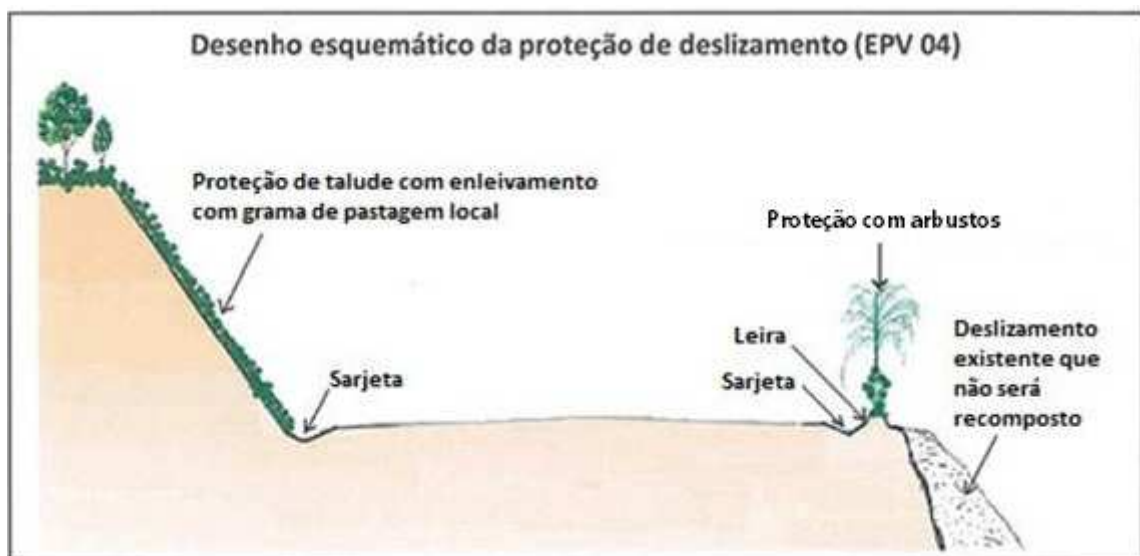 Desenho esquemático da proteção de deslizamento (EPV 04)
Proteção de talude com enleivamento
com grama de pastagem local
Proteção com arbustos
Leira
Sarjeta
Sarjeta
Deslizamento
existente que
não será
recomposto